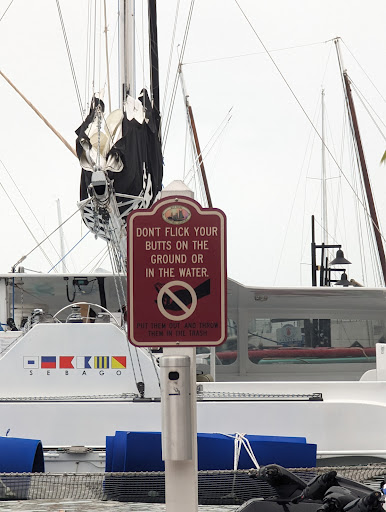 DONT FLICK YOUR
BUTTS ON THE
GROUND OR
IN THE WATER.
PUT THEM OUT AND THROW
THEM IN THE TRASH
SEBAGO